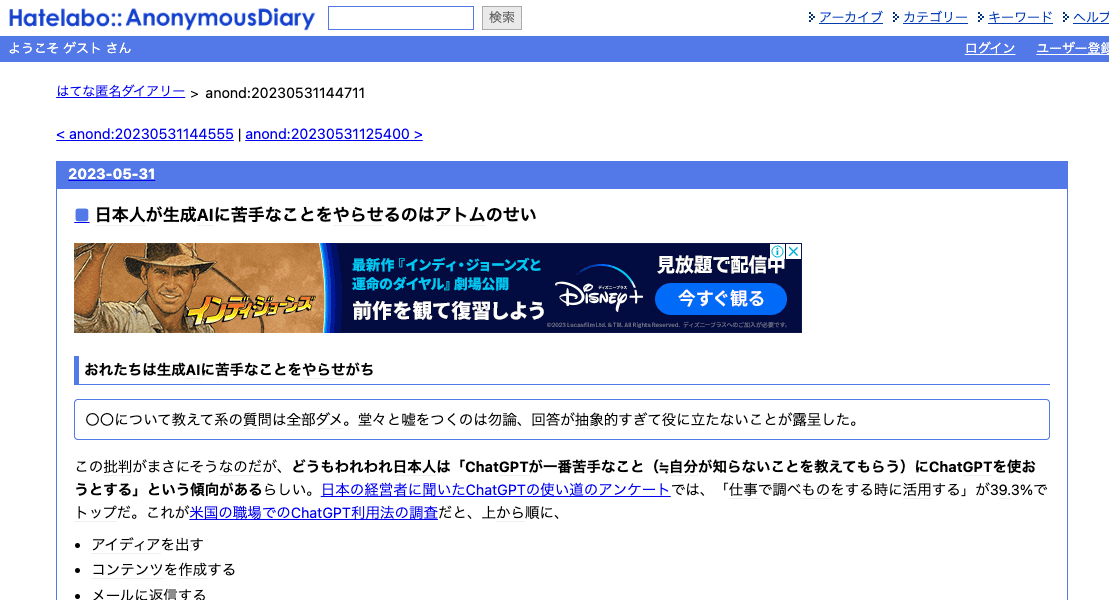 Hatelabo::AnonymousDiary
検索
アーカイブ
カテゴリー
キーワード
ヘルプ
ようこそ ゲスト さん
ログイン
ユーザー登録
はてな匿名ダイアリー > anond:20230531144711
< anond:20230531144555 | anond:20230531125400 >
2023-05-31
日本人が生成AIに苦手なことをやらせるのはアトムのせい
インディ・ジョーンズ
最新作『インディ・ジョーンズと
運命のダイヤル』劇場公開
前作を観て復習しよう
ディズニープラス
Disney+
見放題で配信中
今すぐ観る
©2023 Lucasfilm Ltd. & TM. All Rights Reserved. ディズニープラスへのご加入が必要です。
おれたちは生成AIに苦手なことをやらせがち
〇〇について教えて系の質問は全部ダメ。堂々と嘘をつくのは勿論、回答が抽象的すぎて役に立たないことが露呈した。
この批判がまさにそうなのだが、どうもわれわれ日本人は「ChatGPTが一番苦手なこと（≒自分が知らないことを教えてもらう）にChatGPTを使お
うとする」という傾向があるらしい。日本の経営者に聞いたChatGPTの使い道のアンケートでは、「仕事で調べものをする時に活用する」が39.3%で
トップだ。これが米国の職場でのChatGPT利用法の調査だと、上から順に、
アイディアを出す
コンテンツを作成する
メールに返信する